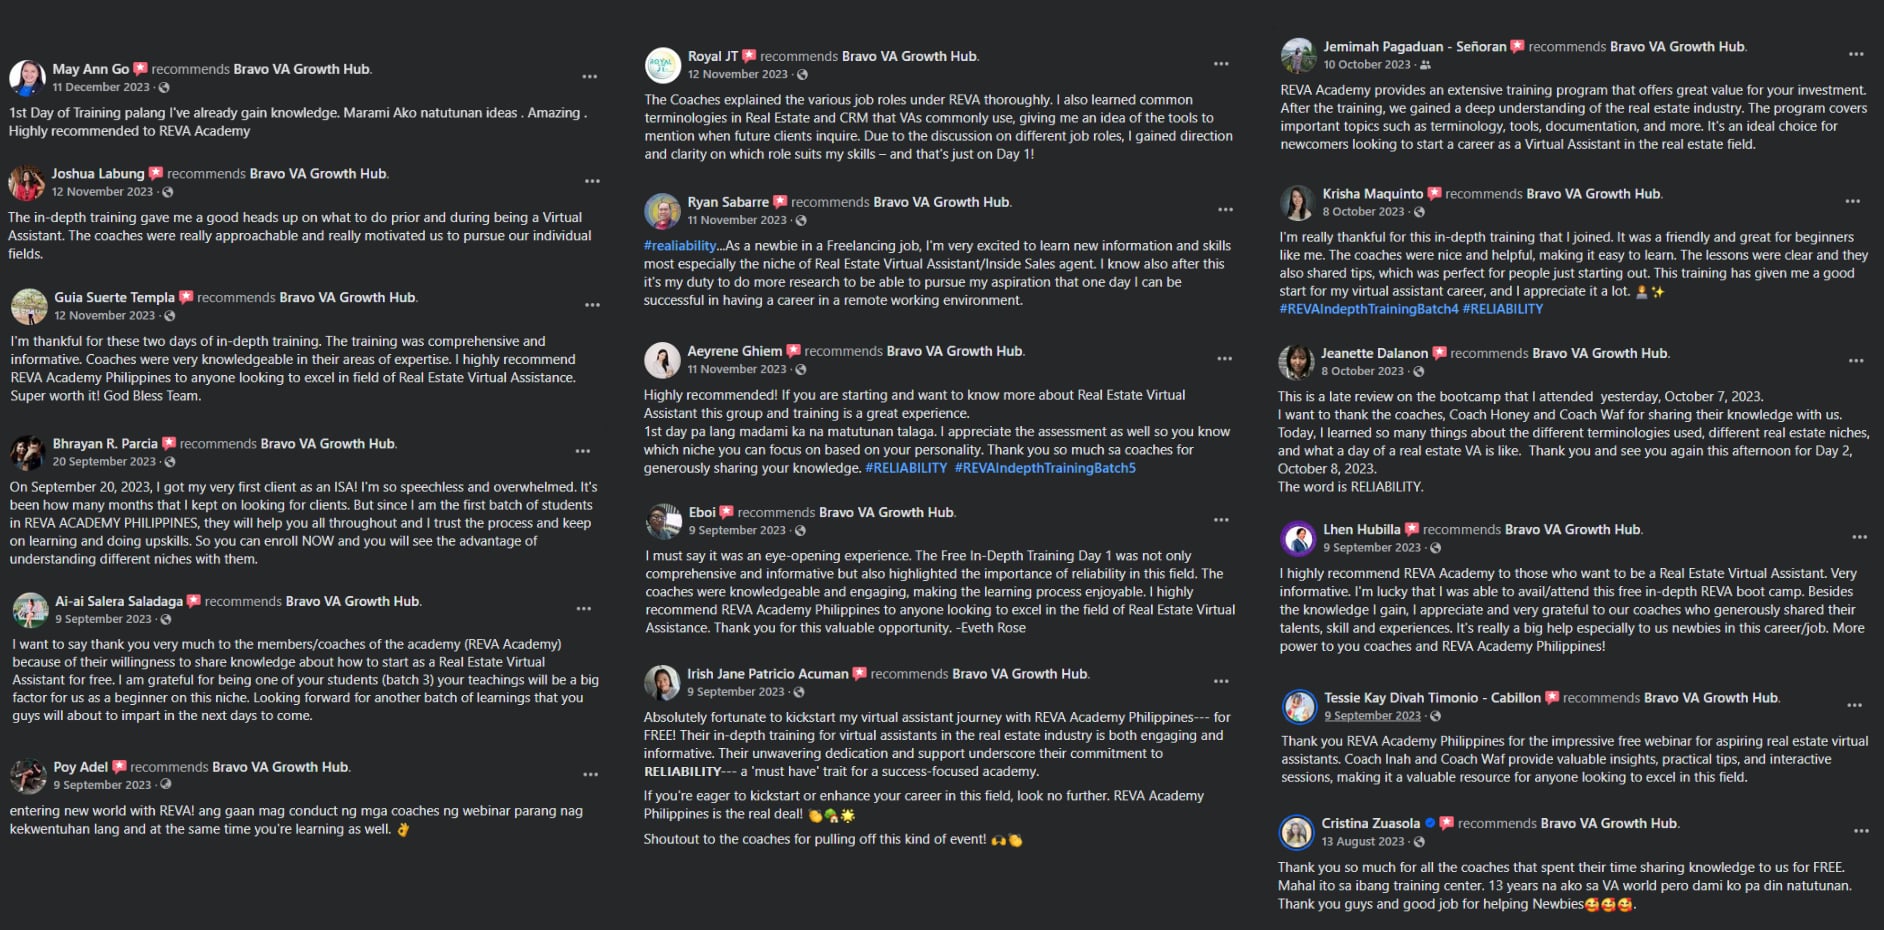 May Ann Go recommends Bravo VA Growth Hub.
11 December 2023 ·
1st Day of Training palang I've already gain knowledge. Marami Ako natutunan ideas . Amazing .
Highly recommended to REVA Academy
Joshua Labung recommends Bravo VA Growth Hub.
12 November 2023 ·
The in-depth training gave me a good heads up on what to do prior and during being a Virtual
Assistant. The coaches were really approachable and really motivated us to pursue our individual
fields.
Guia Suerte Templa recommends Bravo VA Growth Hub.
12 November 2023 ·
I'm thankful for these two days of in-depth training. The training was comprehensive and
informative. Coaches were very knowledgeable in their areas of expertise. I highly recommend
REVA Academy Philippines to anyone looking to excel in field of Real Estate Virtual Assistance.
Super worth it! God Bless Team.
Bhrayan R. Parcia recommends Bravo VA Growth Hub.
20 September 2023 ·
On September 20, 2023, I got my very first client as an ISA! I'm so speechless and overwhelmed. It's
been how many months that I kept on looking for clients. But since I am the first batch of students
in REVA ACADEMY PHILIPPINES, they will help you all throughout and I trust the process and keep
on learning and doing upskills. So you can enroll NOW and you will see the advantage of
understanding different niches with them.
Ai-ai Salera Saladaga recommends Bravo VA Growth Hub.
9 September 2023 ·
I want to say thank you very much to the members/coaches of the academy (REVA Academy)
because of their willingness to share knowledge about how to start as a Real Estate Virtual
Assistant for free. I am grateful for being one of your students (batch 3) your teachings will be a big
factor for us as a beginner on this niche. Looking forward for another batch of learnings that you
guys will about to impart in the next days to come.
Poy Adel recommends Bravo VA Growth Hub.
9 September 2023 ·
entering new world with REVA! ang gaan mag conduct ng mga coaches ng webinar parang nag
kekwentuhan lang and at the same time you're learning as well. 👌
Royal JT recommends Bravo VA Growth Hub.
12 November 2023 ·
The Coaches explained the various job roles under REVA thoroughly. I also learned common
terminologies in Real Estate and CRM that VAs commonly use, giving me an idea of the tools to
mention when future clients inquire. Due to the discussion on different job roles, I gained direction
and clarity on which role suits my skills – and that's just on Day 1!
Ryan Sabarre recommends Bravo VA Growth Hub.
11 November 2023 ·
#realiability...As a newbie in a Freelancing job, I'm very excited to learn new information and skills
most especially the niche of Real Estate Virtual Assistant/Inside Sales agent. I know also after this
it's my duty to do more research to be able to pursue my aspiration that one day I can be
successful in having a career in a remote working environment.
Aeyrene Ghiem recommends Bravo VA Growth Hub.
11 November 2023 ·
Highly recommended! If you are starting and want to know more about Real Estate Virtual
Assistant this group and training is a great experience.
1st day pa lang madami ka na matutunan talaga. I appreciate the assessment as well so you know
which niche you can focus on based on your personality. Thank you so much sa coaches for
generously sharing your knowledge. #RELIABILITY #REVAIndepthTrainingBatch5
Eboi recommends Bravo VA Growth Hub.
9 September 2023 ·
I must say it was an eye-opening experience. The Free In-Depth Training Day 1 was not only
comprehensive and informative but also highlighted the importance of reliability in this field. The
coaches were knowledgeable and engaging, making the learning process enjoyable. I highly
recommend REVA Academy Philippines to anyone looking to excel in the field of Real Estate Virtual
Assistance. Thank you for this valuable opportunity. -Eveth Rose
Irish Jane Patricio Acuman recommends Bravo VA Growth Hub.
9 September 2023 ·
Absolutely fortunate to kickstart my virtual assistant journey with REVA Academy Philippines--- for
FREE! Their in-depth training for virtual assistants in the real estate industry is both engaging and
informative. Their unwavering dedication and support underscore their commitment to
RELIABILITY--- a 'must have' trait for a success-focused academy.
If you're eager to kickstart or enhance your career in this field, look no further. REVA Academy
Philippines is the real deal! 👏🏡🌟
Shoutout to the coaches for pulling off this kind of event! 🙌👏
Jemimah Pagaduan - Señoran recommends Bravo VA Growth Hub.
10 October 2023 ·
REVA Academy provides an extensive training program that offers great value for your investment.
After the training, we gained a deep understanding of the real estate industry. The program covers
important topics such as terminology, tools, documentation, and more. It's an ideal choice for
newcomers looking to start a career as a Virtual Assistant in the real estate field.
Krisha Maquinto recommends Bravo VA Growth Hub.
8 October 2023 ·
I'm really thankful for this in-depth training that I joined. It was a friendly and great for beginners
like me. The coaches were nice and helpful, making it easy to learn. The lessons were clear and they
also shared tips, which was perfect for people just starting out. This training has given me a good
start for my virtual assistant career, and I appreciate it a lot. 👩‍💼✨
#REVAIndepthTrainingBatch4 #RELIABILITY
Jeanette Dalanon recommends Bravo VA Growth Hub.
8 October 2023 ·
This is a late review on the bootcamp that I attended yesterday, October 7, 2023.
I want to thank the coaches, Coach Honey and Coach Waf for sharing their knowledge with us.
Today, I learned so many things about the different terminologies used, different real estate niches,
and what a day of a real estate VA is like. Thank you and see you again this afternoon for Day 2,
October 8, 2023.
The word is RELIABILITY.
Lhen Hubilla recommends Bravo VA Growth Hub.
9 September 2023 ·
I highly recommend REVA Academy to those who want to be a Real Estate Virtual Assistant. Very
informative. I'm lucky that I was able to avail/attend this free in-depth REVA boot camp. Besides
the knowledge I gain, I appreciate and very grateful to our coaches who generously shared their
talents, skill and experiences. It's really a big help especially to us newbies in this career/job. More
power to you coaches and REVA Academy Philippines!
Tessie Kay Divah Timonio - Cabillon recommends Bravo VA Growth Hub.
9 September 2023 ·
Thank you REVA Academy Philippines for the impressive free webinar for aspiring real estate virtual
assistants. Coach Inah and Coach Waf provide valuable insights, practical tips, and interactive
sessions, making it a valuable resource for anyone looking to excel in this field.
Cristina Zuasola recommends Bravo VA Growth Hub.
13 August 2023 ·
Thank you so much for all the coaches that spent their time sharing knowledge to us for FREE.
Mahal ito sa ibang training center. 13 years na ako sa VA world pero dami ko pa din natutunan.
Thank you guys and good job for helping Newbies🥰🥰🥰.